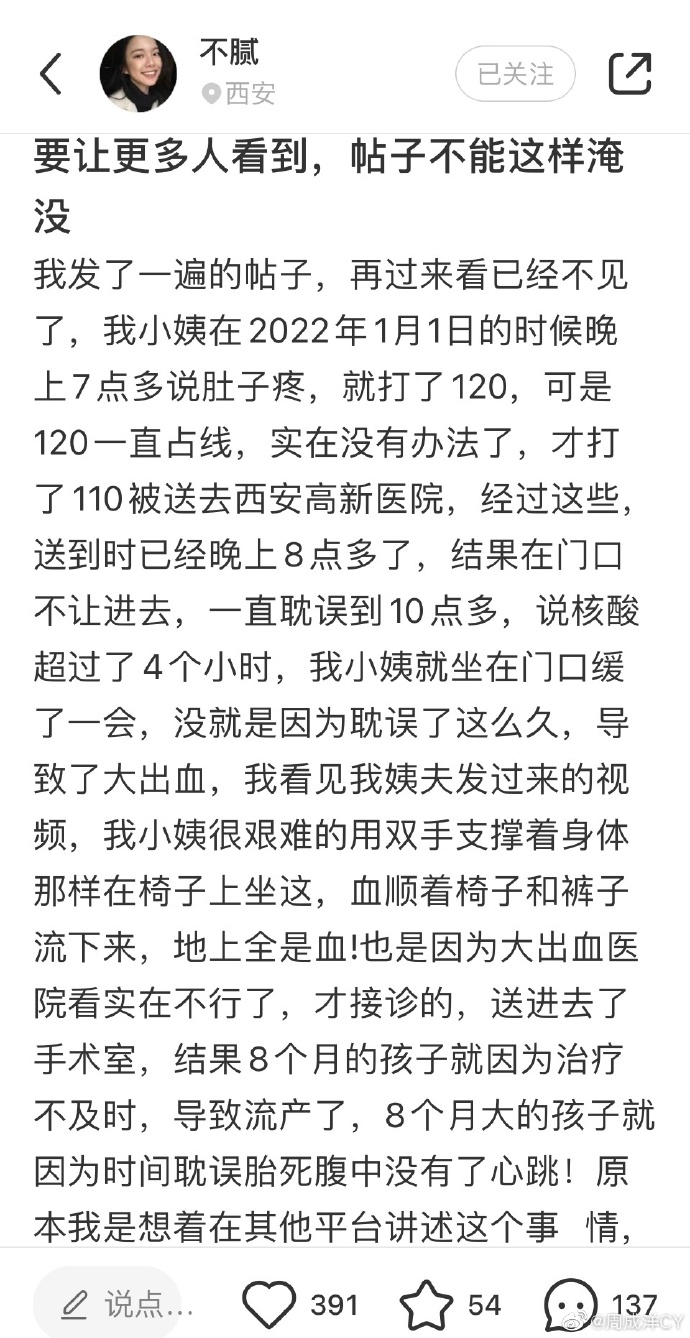 不腻
西安
已关注
要让更多人看到，帖子不能这样淹
没
我发了一遍的帖子，再过来看已经不见
了，我小姨在2022年1月1日的时候晚
上7点多说肚子疼，就打了120，可是
120一直占线，实在没有办法了，才打
了110被送去西安高新医院，经过这些，
送到时已经晚上8点多了，结果在门口
不让进去，一直耽误到10点多，说核酸
超过了4个小时，我小姨就坐在门口缓
了一会，没就是因为耽误了这么久，导
致了大出血，我看见我姨夫发过来的视
频，我小姨很艰难的用双手支撑着身体
那样在椅子上坐这，血顺着椅子和裤子
流下来，地上全是血!也是因为大出血医
院看实在不行了，才接诊的，送进去了
手术室，结果8个月的孩子就因为治疗
不及时，导致流产了，8个月大的孩子就
因为时间耽误胎死腹中没有了心跳！原
本我是想着在其他平台讲述这个事 情，
说点...
391
54
137
@周成洋CY